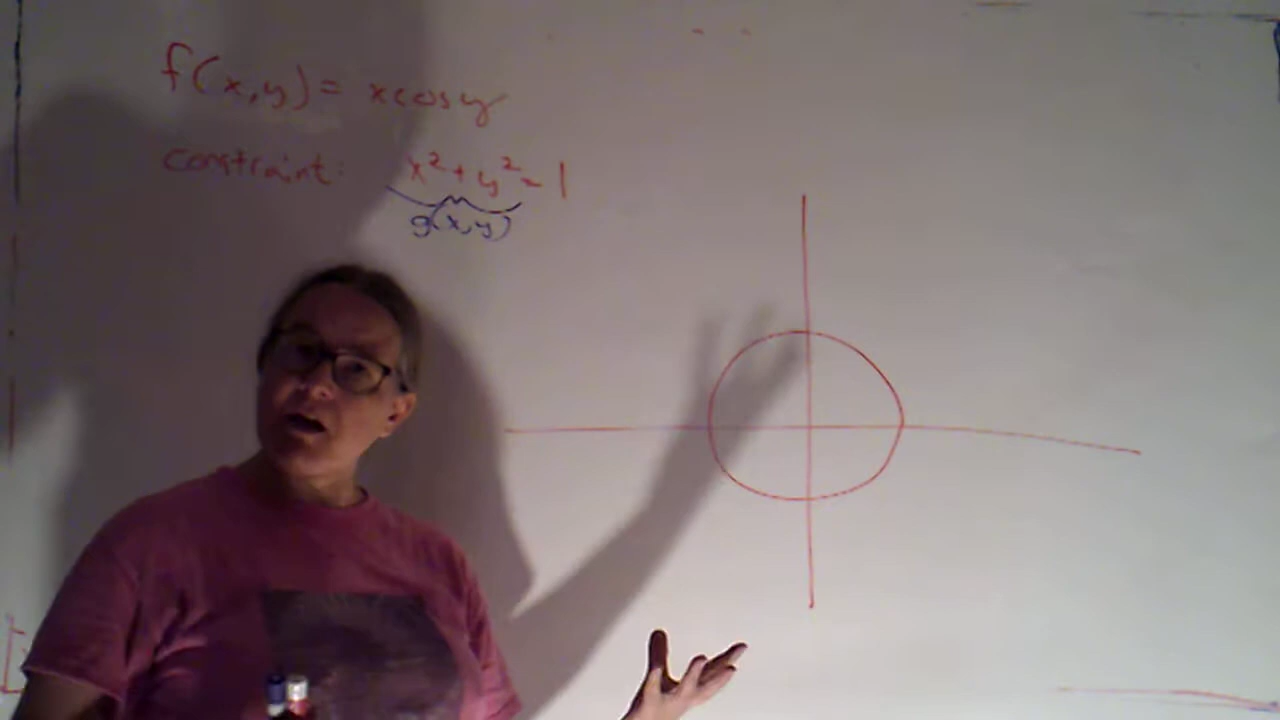 f(x,y) = x cos y
constraint: x² + y² = 1
g(x,y)